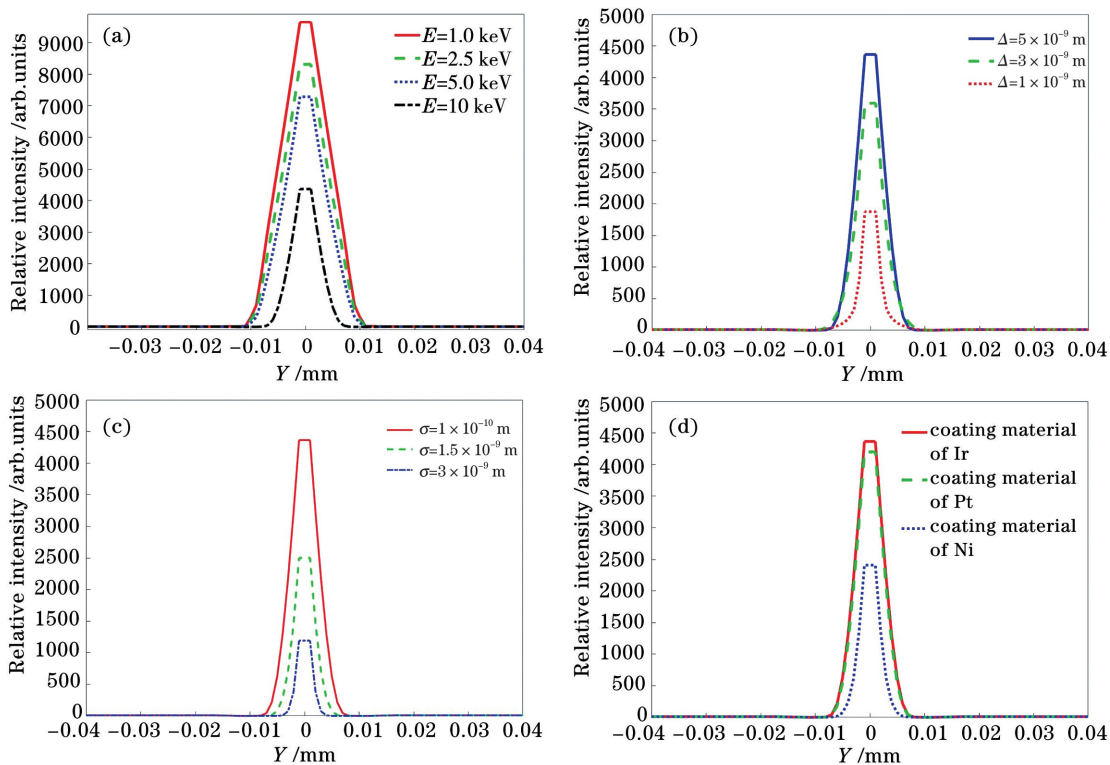 (a)
E=1.0 keV
E=2.5 keV
E=5.0 keV
E=10 keV
Relative intensity /arb.units
9000
8000
7000
6000
5000
4000
3000
2000
1000
0
−0.03 −0.02 −0.01 0 0.01 0.02 0.03 0.04
Y /mm
(b)
Δ=5×10⁻⁹ m
Δ=3×10⁻⁹ m
Δ=1×10⁻⁹ m
Relative intensity /arb.units
5000
4500
4000
3500
3000
2500
2000
1500
1000
500
0
−0.04 −0.03 −0.02 −0.01 0 0.01 0.02 0.03 0.04
Y /mm
(c)
σ=1×10⁻¹⁰ m
σ=1.5×10⁻⁹ m
σ=3×10⁻⁹ m
Relative intensity /arb.units
5000
4500
4000
3500
3000
2500
2000
1500
1000
500
0
−0.04 −0.03 −0.02 −0.01 0 0.01 0.02 0.03 0.04
Y /mm
(d)
coating material
of Ir
coating material
of Pt
coating material
of Ni
Relative intensity /arb.units
5000
4500
4000
3500
3000
2500
2000
1500
1000
500
0
−0.04 −0.03 −0.02 −0.01 0 0.01 0.02 0.03 0.04
Y /mm